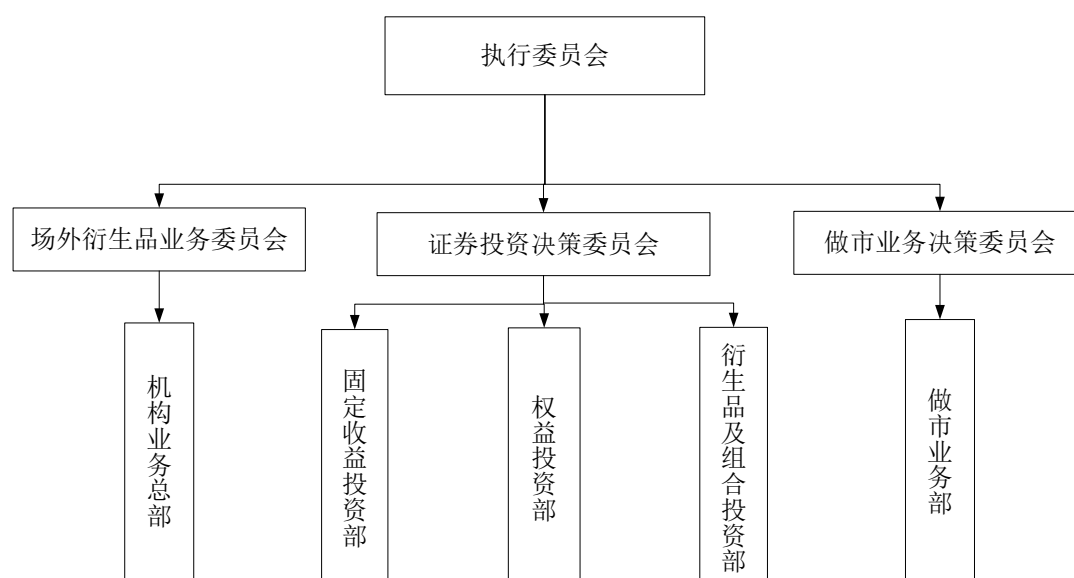 执行委员会
场外衍生品业务委员会
证券投资决策委员会
做市业务决策委员会
机构业务总部
固定收益投资部
权益投资部
衍生品及组合投资部
做市业务部